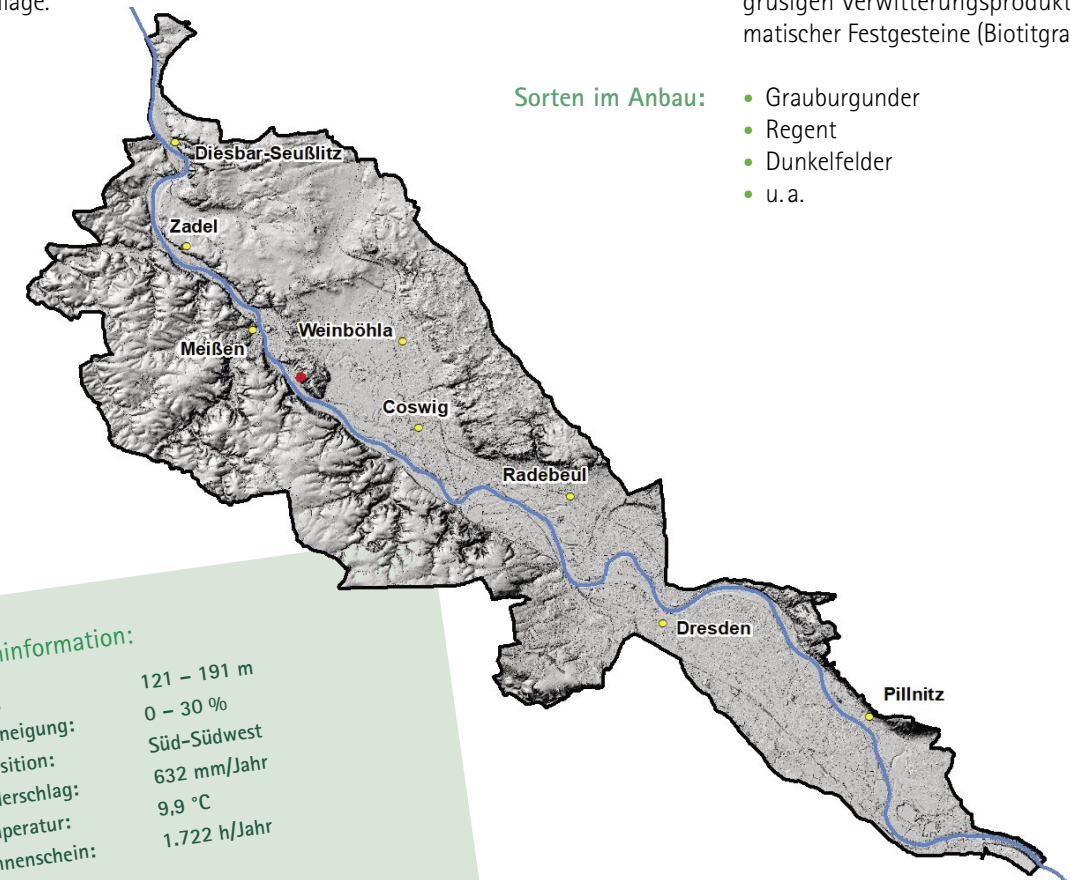 lage.
grusigen Verwitterungsprodukt
matischer Festgesteine (Biotitgra
Sorten im Anbau:
• Grauburgunder
• Regent
• Dunkelfelder
• u. a.
Diesbar-Seußlitz
Zadel
Weinböhla
Meißen
Coswig
Radebeul
Dresden
Pillnitz
information:
121 – 191 m
neigung: 0 – 30 %
sition: Süd-Südwest
erschlag: 632 mm/Jahr
peratur: 9,9 °C
nenschein: 1.722 h/Jahr